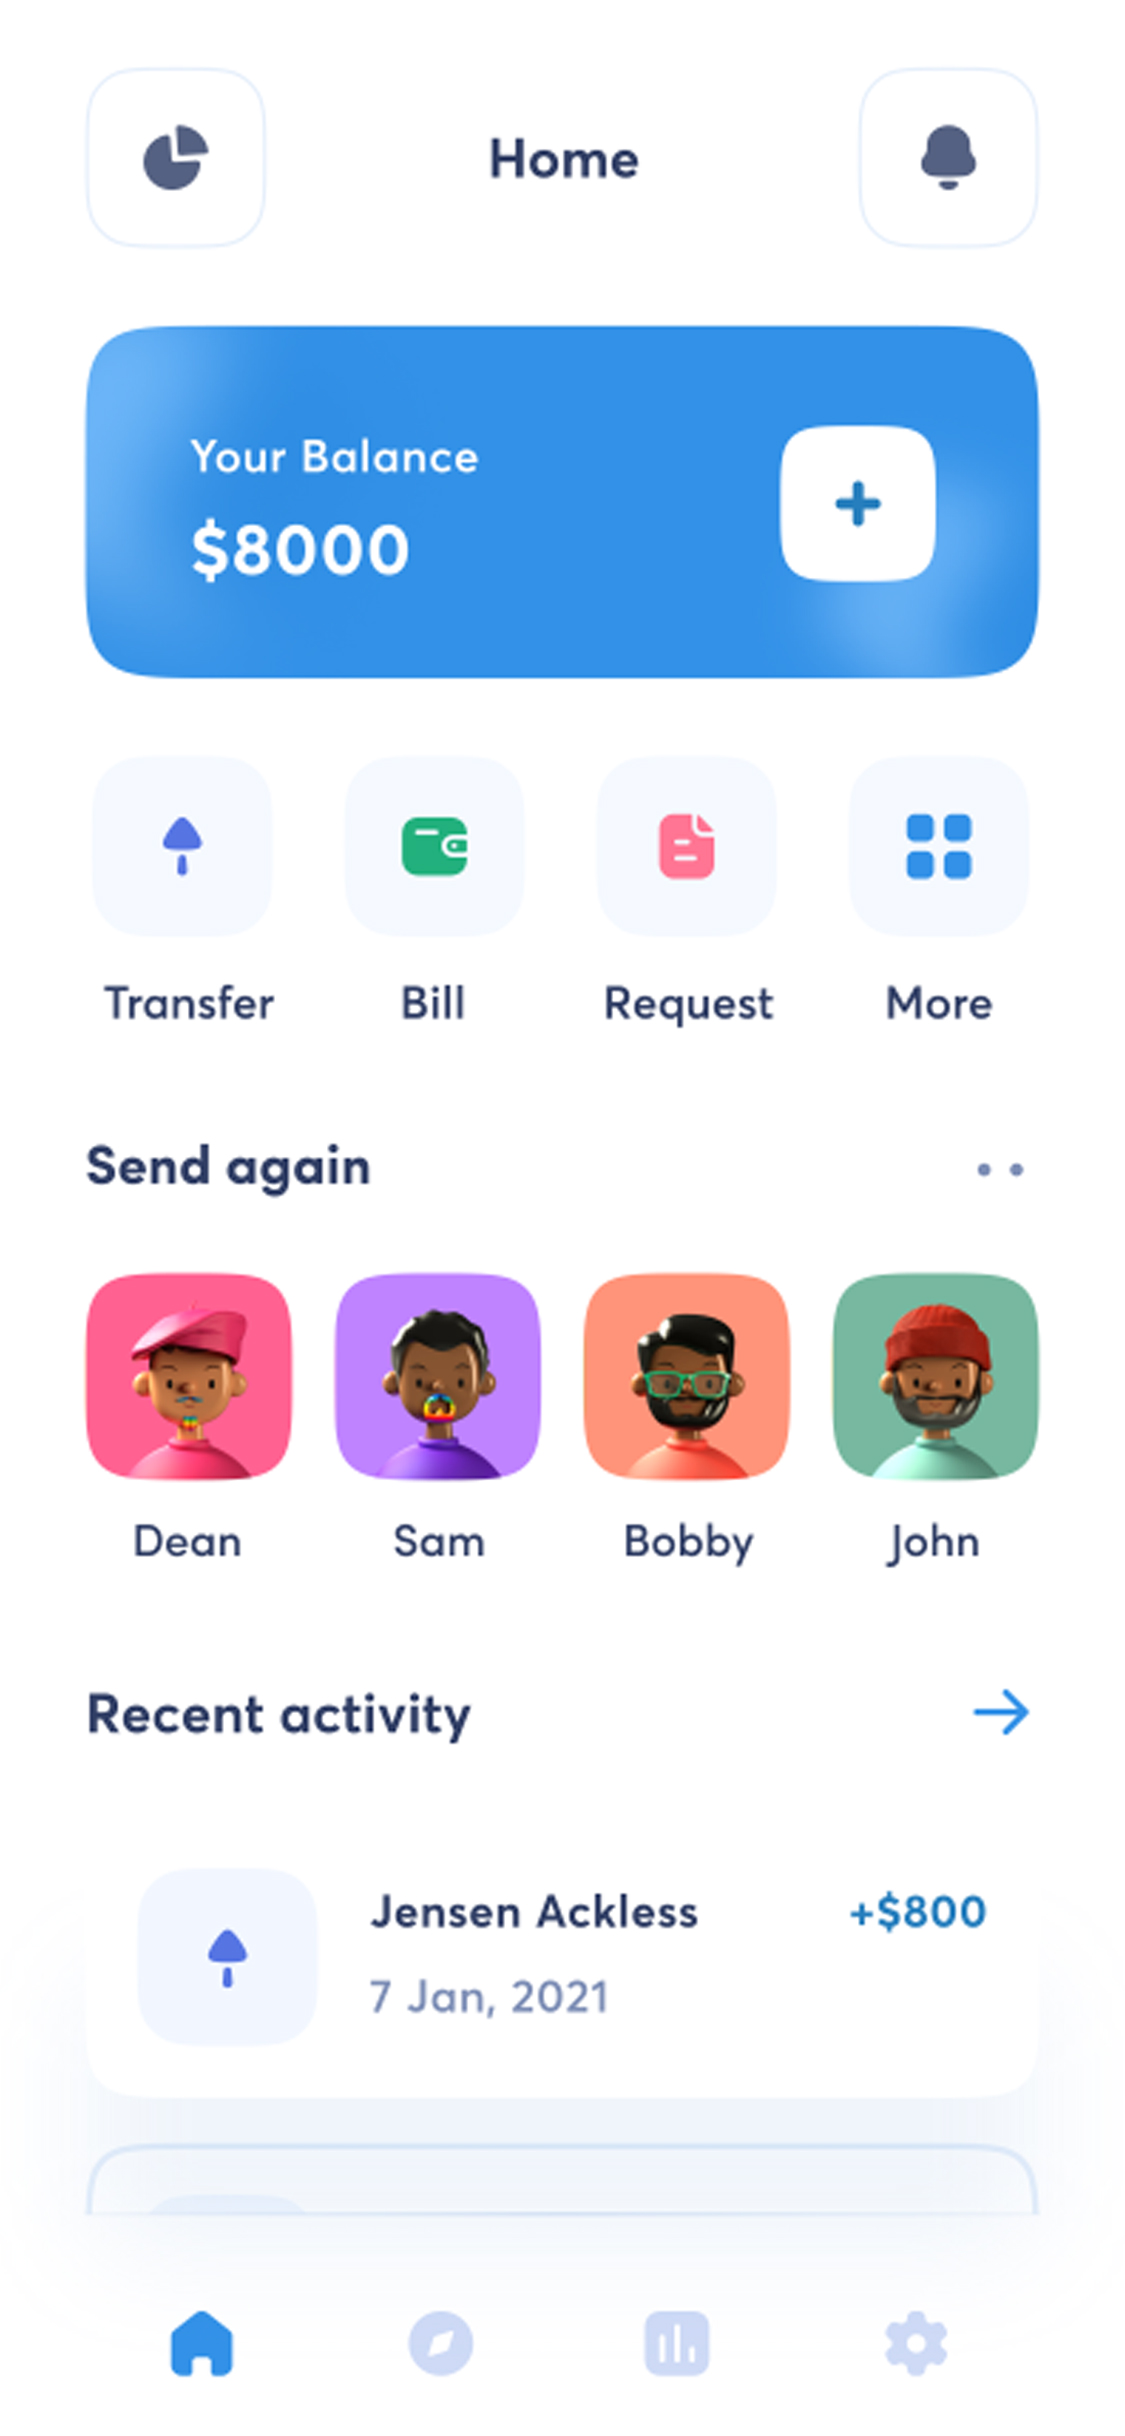 Home
Your Balance
$8000
Transfer Bill Request More
Send again
Dean Sam Bobby John
Recent activity
Jensen Ackless +$800
7 Jan, 2021